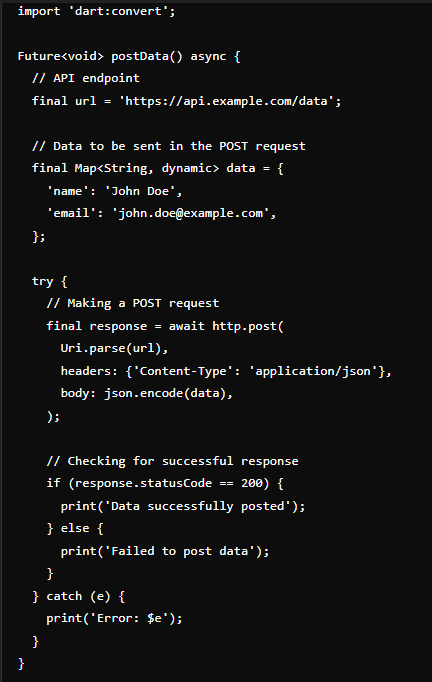 import 'dart:convert';
Future<void> postData() async {
// API endpoint
final url = 'https://api.example.com/data';
// Data to be sent in the POST request
final Map<String, dynamic> data = {
'name': 'John Doe',
'email': 'john.doe@example.com',
};
try {
// Making a POST request
final response = await http.post(
Uri.parse(url),
headers: {'Content-Type': 'application/json'},
body: json.encode(data),
);
// Checking for successful response
if (response.statusCode == 200) {
print('Data successfully posted');
} else {
print('Failed to post data');
}
} catch (e) {
print('Error: $e');
}
}